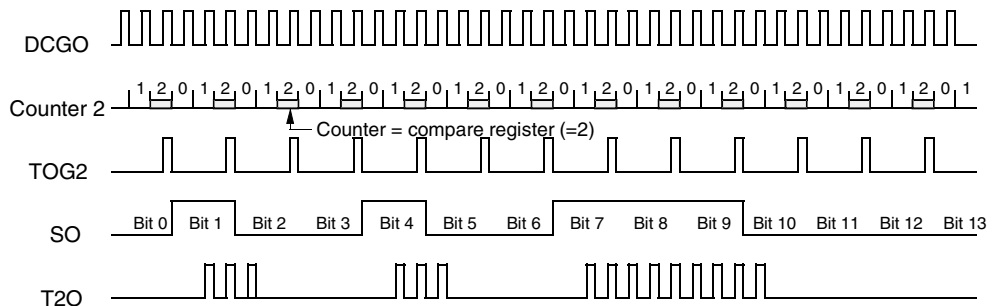 DCGO
1 2 0 1 2 0 1 2 0 1 2 0 1 2 0 1 2 0 1 2 0 1 2 0 1 2 0 1 2 0 1 2 0 1 2 0 1 2 0 1
Counter 2
Counter = compare register (=2)
TOG2
SO
Bit 0 Bit 1 Bit 2 Bit 3 Bit 4 Bit 5 Bit 6 Bit 7 Bit 8 Bit 9 Bit 10 Bit 11 Bit 12 Bit 13
T2O